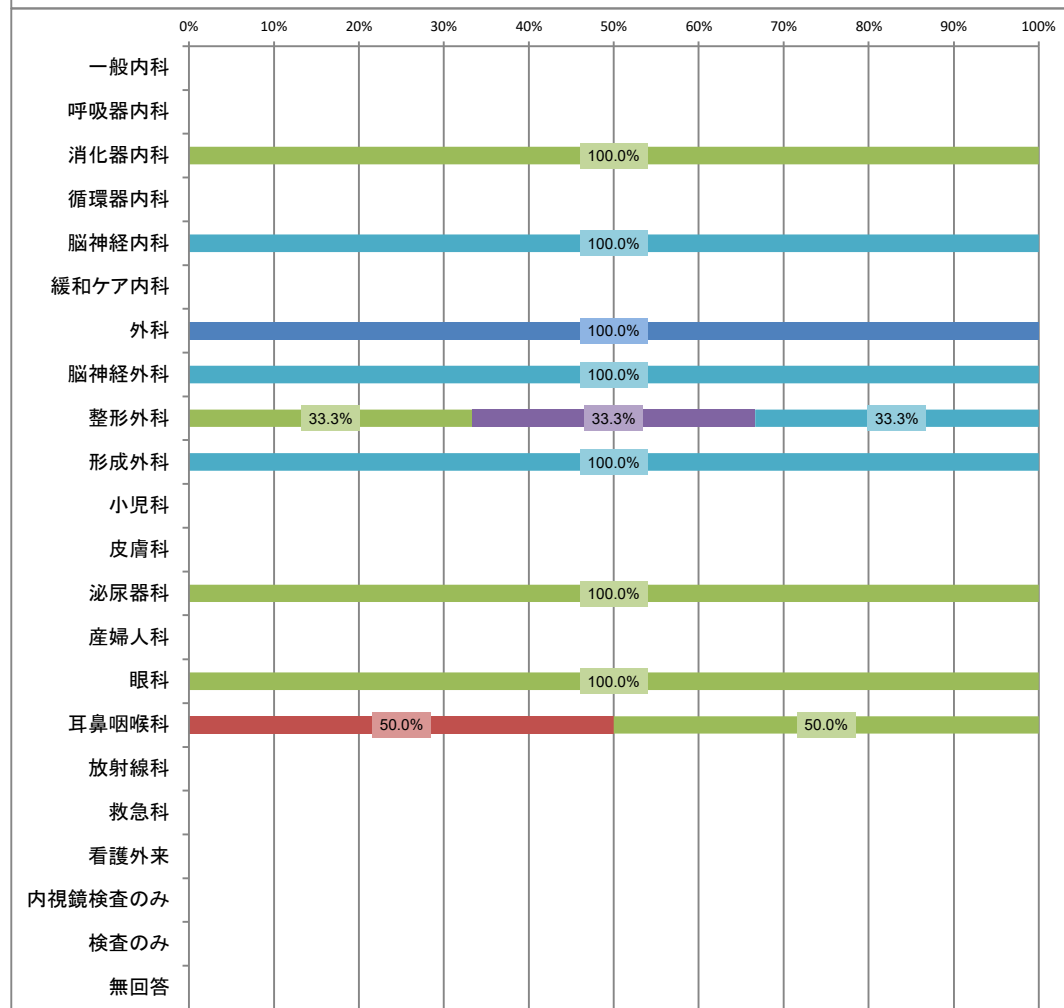 0% 10% 20% 30% 40% 50% 60% 70% 80% 90% 100%
一般内科
呼吸器内科
消化器内科 100.0%
循環器内科
脳神経内科 100.0%
緩和ケア内科
外科 100.0%
脳神経外科 100.0%
整形外科 33.3% 33.3% 33.3%
形成外科 100.0%
小児科
皮膚科
泌尿器科 100.0%
産婦人科
眼科 100.0%
耳鼻咽喉科 50.0% 50.0%
放射線科
救急科
看護外来
内視鏡検査のみ
検査のみ
無回答